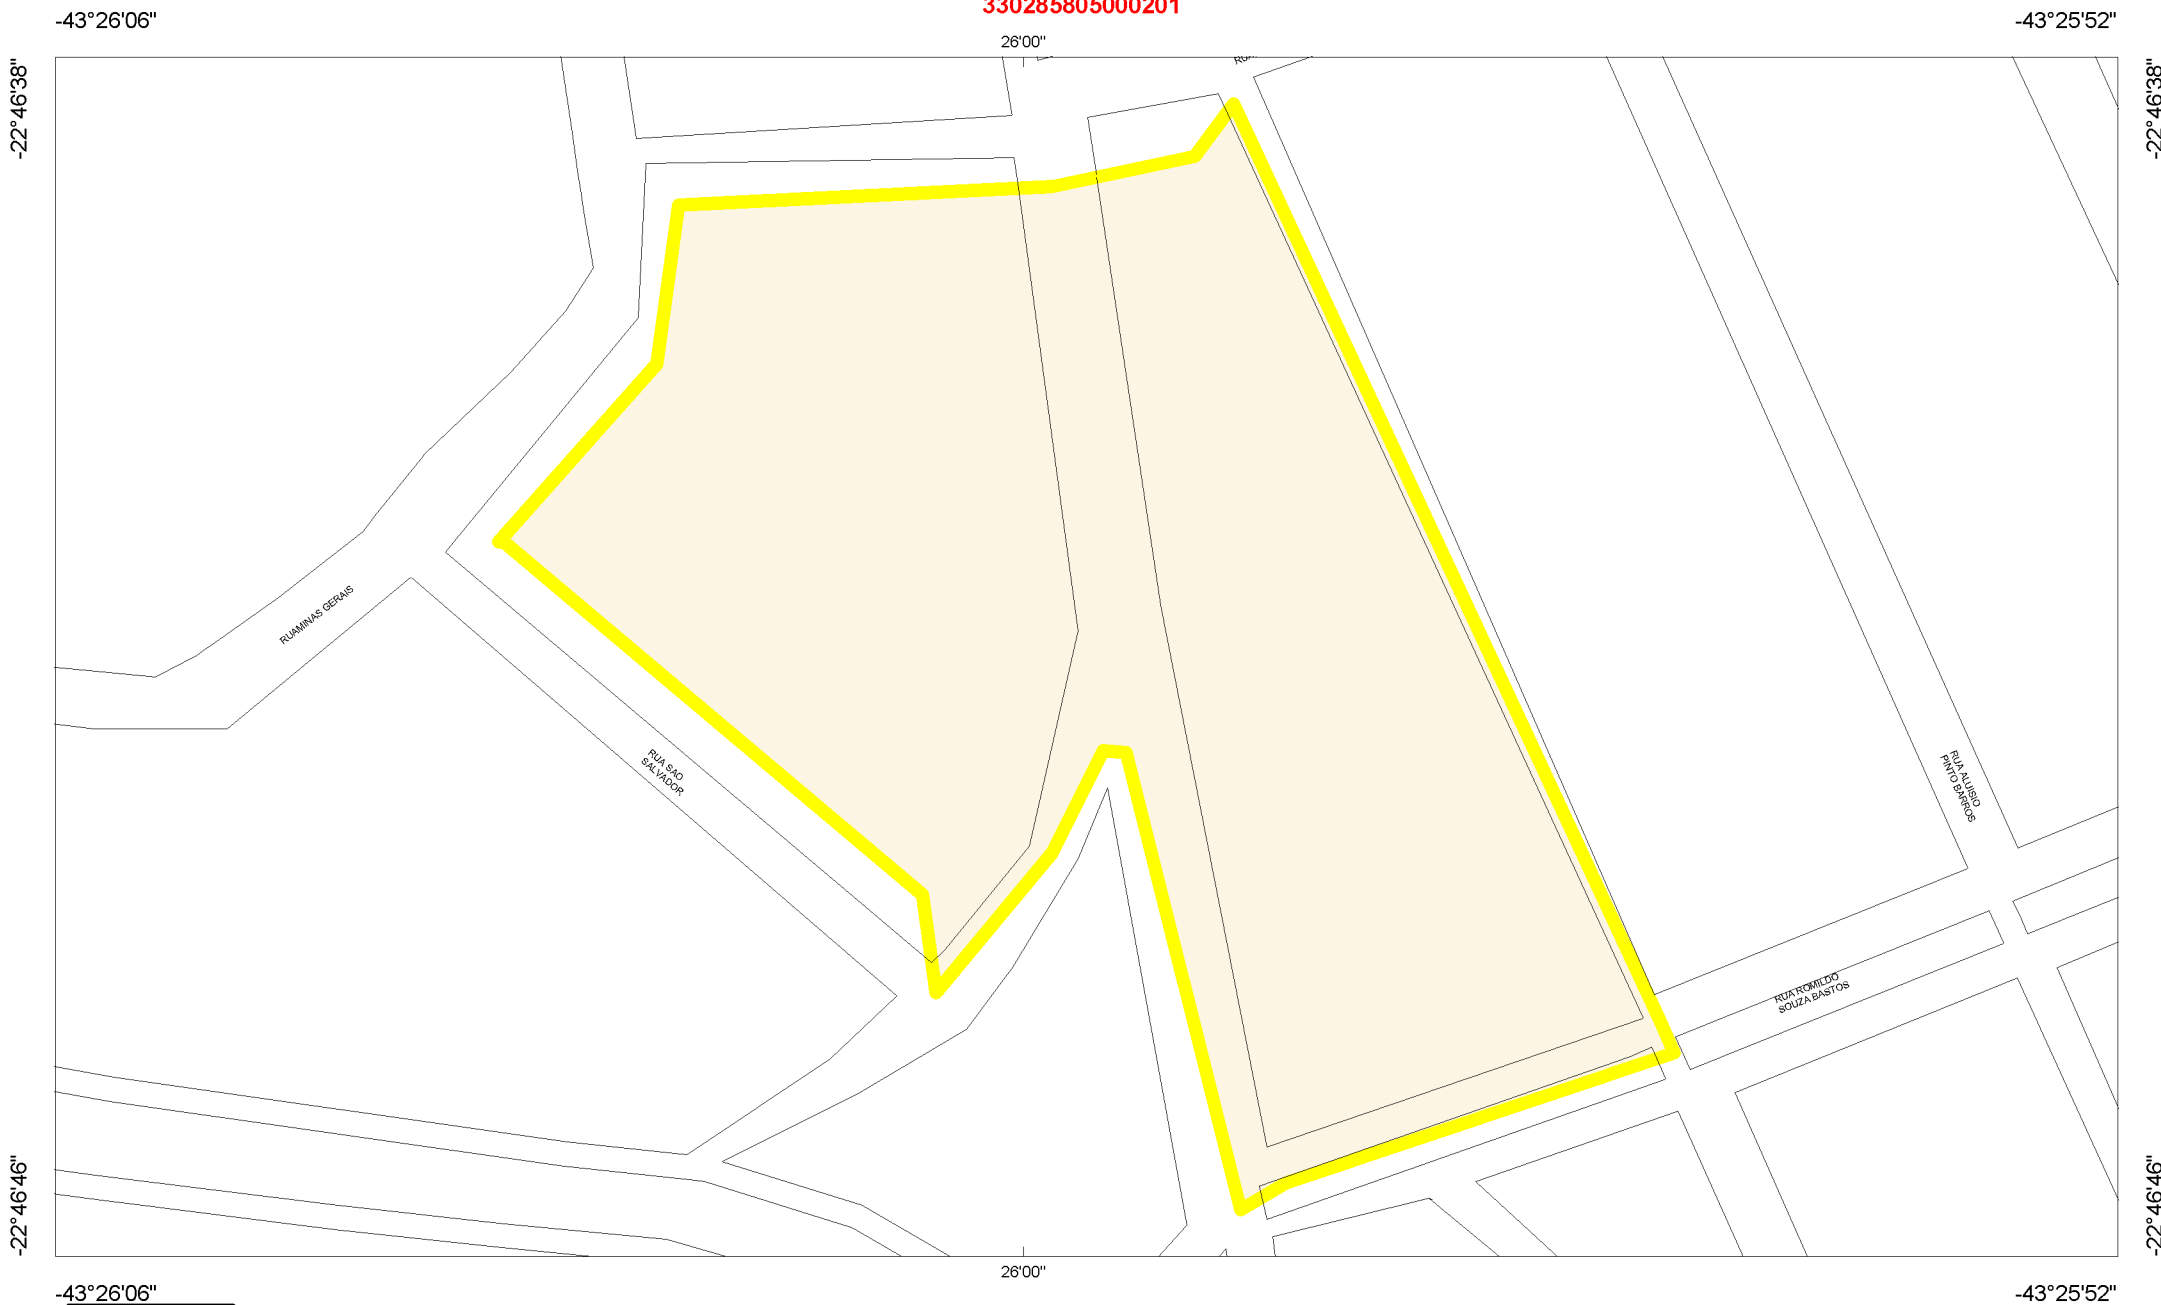 330285805000201
-43°26'06"
-43°25'52"
26'00"
-22°46'38"
-22°46'38"
RUAMINAS GERAIS
RUA SAO
SALVADOR
RUA ALUISIO
PINTO BARROS
RUA ROMILDO
SOUZA BASTOS
-22°46'46"
-22°46'46"
26'00"
-43°26'06"
-43°25'52"